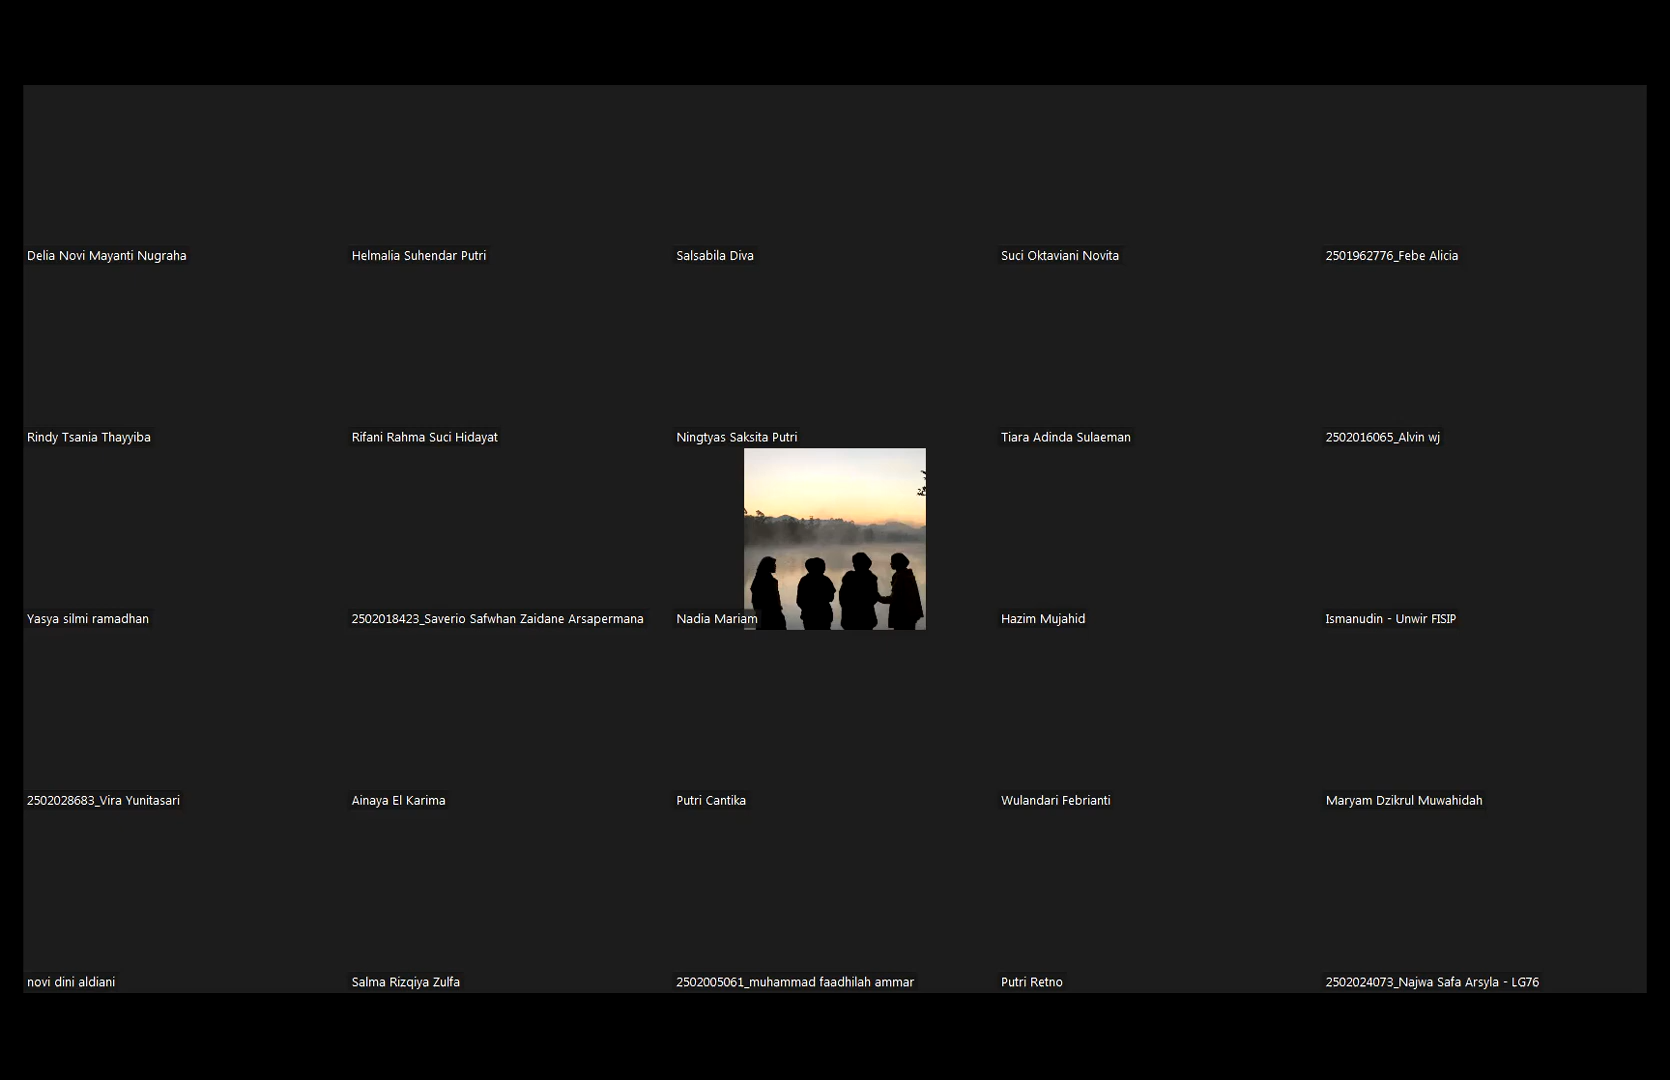 Delia Novi Mayanti Nugraha
Helmalia Suhendar Putri
Salsabila Diva
Suci Oktaviani Novita
2501962776_Febe Alicia
Rindy Tsania Thayyiba
Rifani Rahma Suci Hidayat
Ningtyas Saksita Putri
Tiara Adinda Sulaeman
2502016065_Alvin wj
Yasya silmi ramadhan
2502018423_Saverio Safwhan Zaidane Arsapermana
Nadia Mariam
Hazim Mujahid
Ismanudin - Unwir FISIP
2502028683_Vira Yunitasari
Ainaya El Karima
Putri Cantika
Wulandari Febrianti
Maryam Dzikrul Muwahidah
novi dini aldiani
Salma Rizqiya Zulfa
2502005061_muhammad faadhilah ammar
Putri Retno
2502024073_Najwa Safa Arsyla - LG76